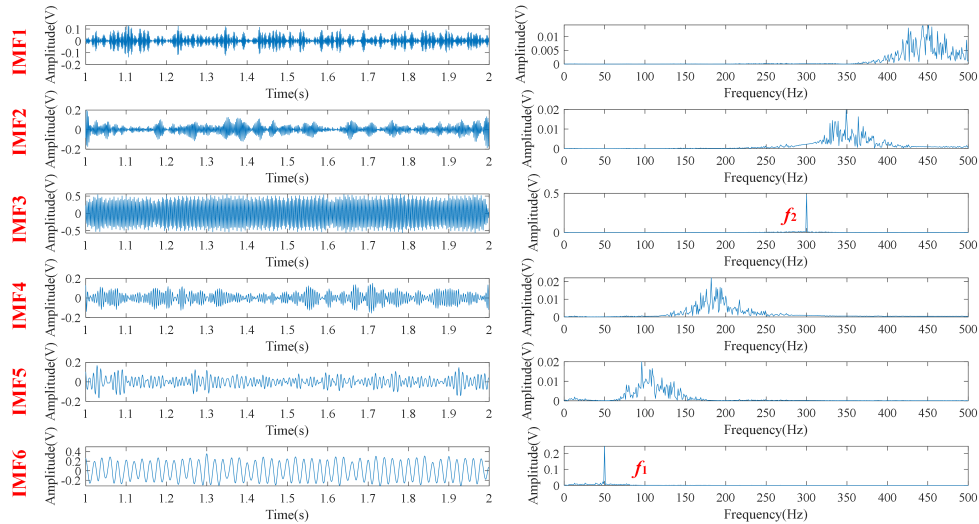 IMF1
Amplitude(V)
0.1
0
-0.1
-0.2
1 1.1 1.2 1.3 1.4 1.5 1.6 1.7 1.8 1.9 2
Time(s)
Amplitude(V)
0.01
0.005
0
0 50 100 150 200 250 300 350 400 450 500
Frequency(Hz)
IMF2
Amplitude(V)
0.2
0
-0.2
1 1.1 1.2 1.3 1.4 1.5 1.6 1.7 1.8 1.9 2
Time(s)
Amplitude(V)
0.02
0.01
0
0 50 100 150 200 250 300 350 400 450 500
Frequency(Hz)
IMF3
Amplitude(V)
0.5
0
-0.5
1 1.1 1.2 1.3 1.4 1.5 1.6 1.7 1.8 1.9 2
Time(s)
Amplitude(V)
0.5
0
f2
0 50 100 150 200 250 300 350 400 450 500
Frequency(Hz)
IMF4
Amplitude(V)
0.2
0
-0.2
1 1.1 1.2 1.3 1.4 1.5 1.6 1.7 1.8 1.9 2
Time(s)
Amplitude(V)
0.02
0.01
0
0 50 100 150 200 250 300 350 400 450 500
Frequency(Hz)
IMF5
Amplitude(V)
0.2
0
-0.2
1 1.1 1.2 1.3 1.4 1.5 1.6 1.7 1.8 1.9 2
Time(s)
Amplitude(V)
0.02
0.01
0
0 50 100 150 200 250 300 350 400 450 500
Frequency(Hz)
IMF6
Amplitude(V)
0.4
0.2
0
-0.2
1 1.1 1.2 1.3 1.4 1.5 1.6 1.7 1.8 1.9 2
Time(s)
Amplitude(V)
0.2
0.1
0
f1
0 50 100 150 200 250 300 350 400 450 500
Frequency(Hz)